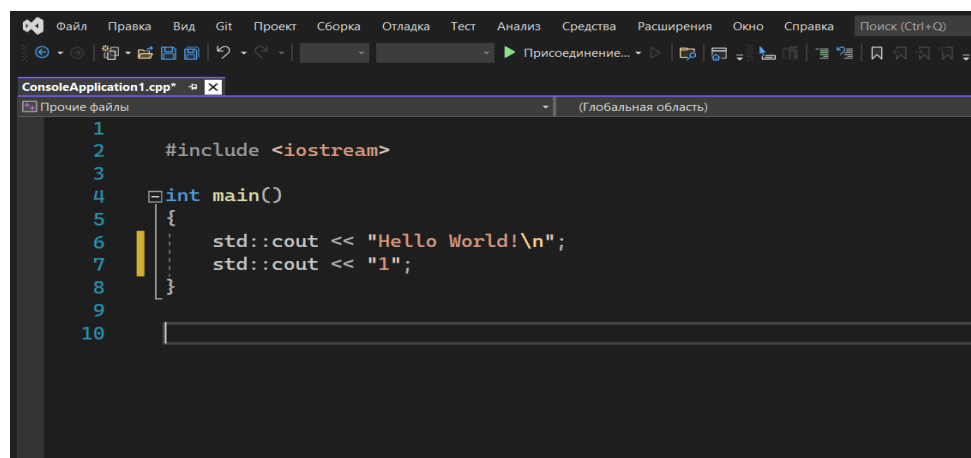 Файл Правка Вид Git Проект Сборка Отладка Тест Анализ Средства Расширения Окно Справка Поиск (Ctrl+Q)
Присоединение...
ConsoleApplication1.cpp*
Прочие файлы (Глобальная область)
1
2 #include <iostream>
3
4 int main()
5 {
6 std::cout << "Hello World!\n";
7 std::cout << "1";
8 }
9
10